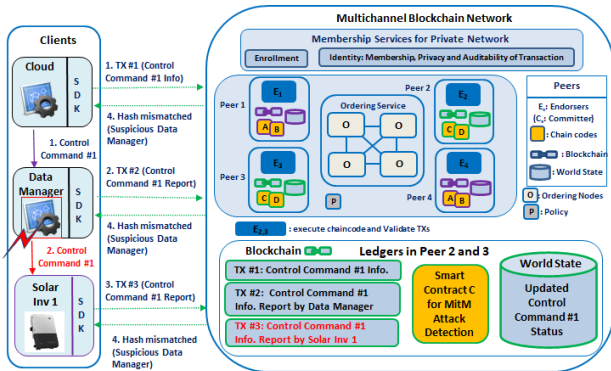 Clients
Cloud
S
D
K
1. Control
Command #1
Data
Manager
S
D
K
2. Control
Command #1
Solar
Inv 1
S
D
K
1. TX #1 (Control
Command #1 Info)
4. Hash mismatched
(Suspicious Data
Manager)
2. TX #2 (Control
Command #1 Report)
4. Hash mismatched
(Suspicious Data
Manager)
3. TX #3 (Control
Command #1 Report)
4. Hash mismatched
(Suspicious Data
Manager)
Multichannel Blockchain Network
Membership Services for Private Network
Enrollment
Identity: Membership, Privacy and Auditability of Transaction
Peer 1
E1
A B
Peer 2
E2
C D
Ordering Service
O O
O O
Peer 3
E3
C D
Peer 4
E4
A B
P
Peers
Ex: Endorsers
(Cx: Committer)
: Chain codes
: Blockchain
: World State
O : Ordering Nodes
P : Policy
E2,3 : execute chaincode and Validate TXs
Blockchain
Ledgers in Peer 2 and 3
TX #1: Control Command #1 Info.
TX #2: Control Command #1
Info. Report by Data Manager
TX #3: Control Command #1
Info. Report by Solar Inv 1
Smart
Contract C
for MitM
Attack
Detection
World State
Updated
Control
Command #1
Status